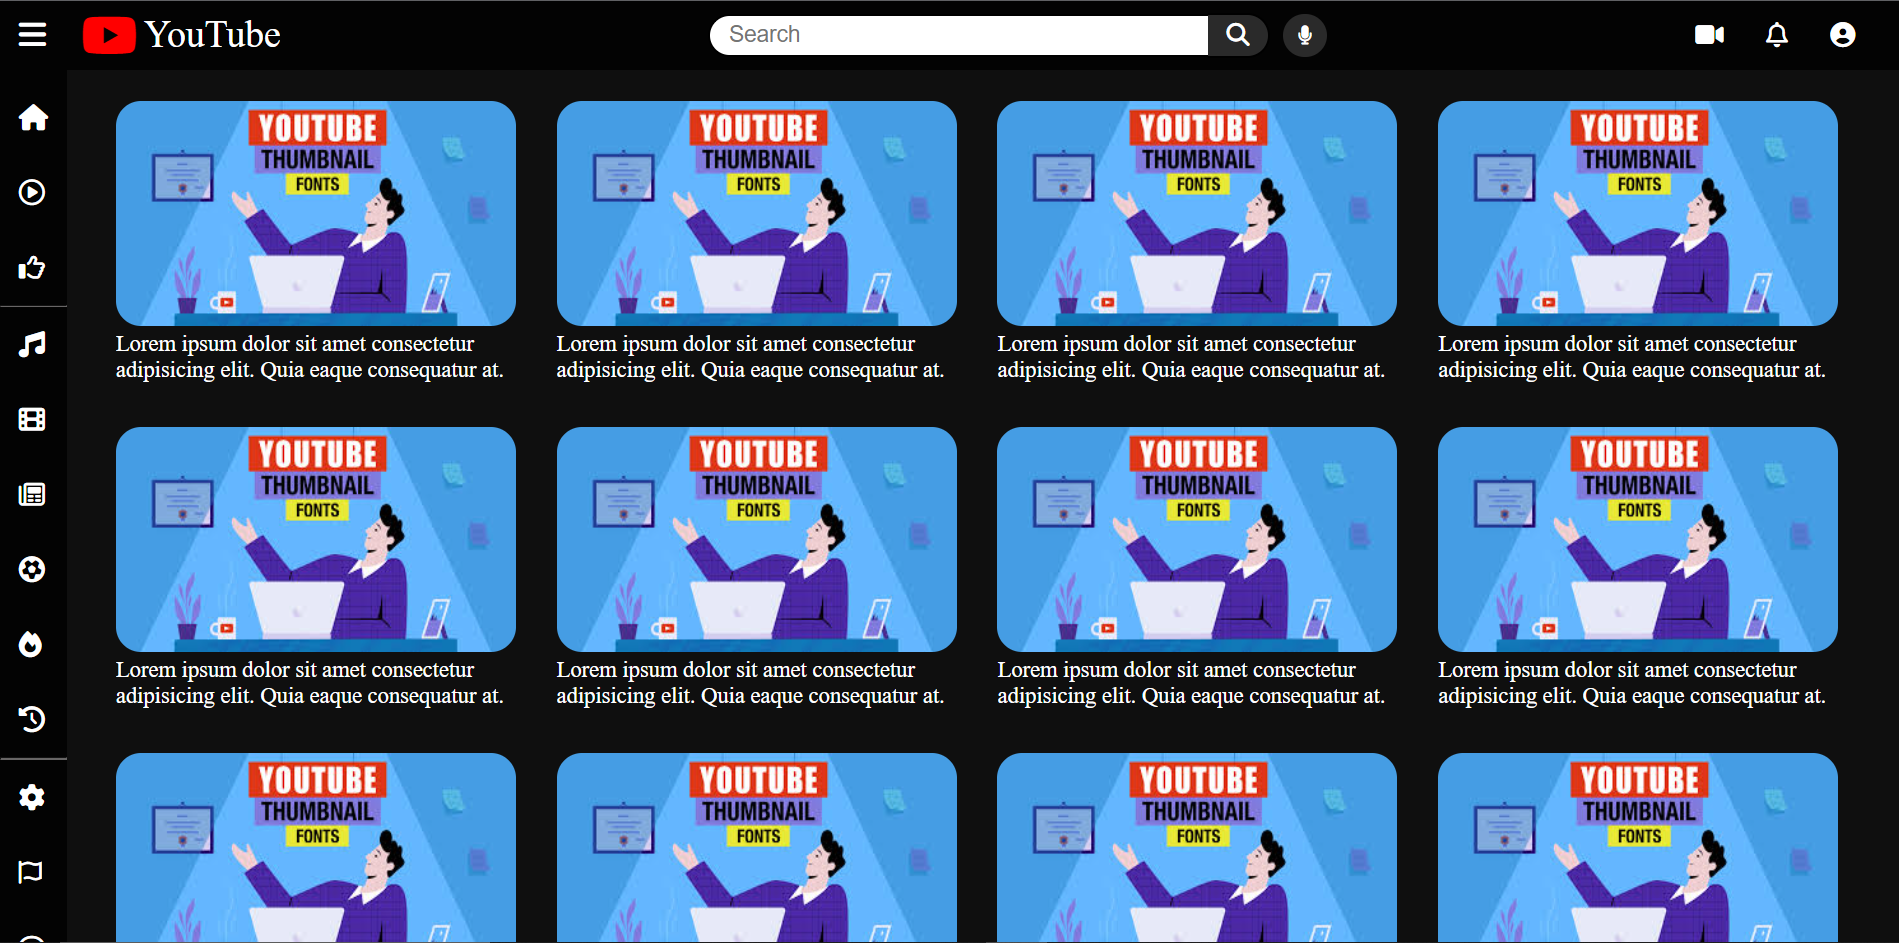 YouTube
Search
YOUTUBE
THUMBNAIL
FONTS
YOUTUBE
THUMBNAIL
FONTS
YOUTUBE
THUMBNAIL
FONTS
YOUTUBE
THUMBNAIL
FONTS
Lorem ipsum dolor sit amet consectetur
adipisicing elit. Quia eaque consequatur at.
Lorem ipsum dolor sit amet consectetur
adipisicing elit. Quia eaque consequatur at.
Lorem ipsum dolor sit amet consectetur
adipisicing elit. Quia eaque consequatur at.
Lorem ipsum dolor sit amet consectetur
adipisicing elit. Quia eaque consequatur at.
YOUTUBE
THUMBNAIL
FONTS
YOUTUBE
THUMBNAIL
FONTS
YOUTUBE
THUMBNAIL
FONTS
YOUTUBE
THUMBNAIL
FONTS
Lorem ipsum dolor sit amet consectetur
adipisicing elit. Quia eaque consequatur at.
Lorem ipsum dolor sit amet consectetur
adipisicing elit. Quia eaque consequatur at.
Lorem ipsum dolor sit amet consectetur
adipisicing elit. Quia eaque consequatur at.
Lorem ipsum dolor sit amet consectetur
adipisicing elit. Quia eaque consequatur at.
YOUTUBE
THUMBNAIL
FONTS
YOUTUBE
THUMBNAIL
FONTS
YOUTUBE
THUMBNAIL
FONTS
YOUTUBE
THUMBNAIL
FONTS